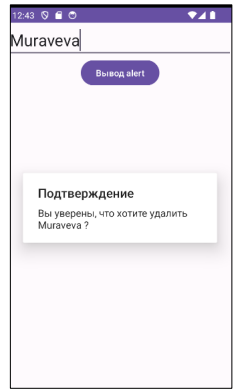 12:43
Muraveva
Вывод alert
Подтверждение
Вы уверены, что хотите удалить
Muraveva ?